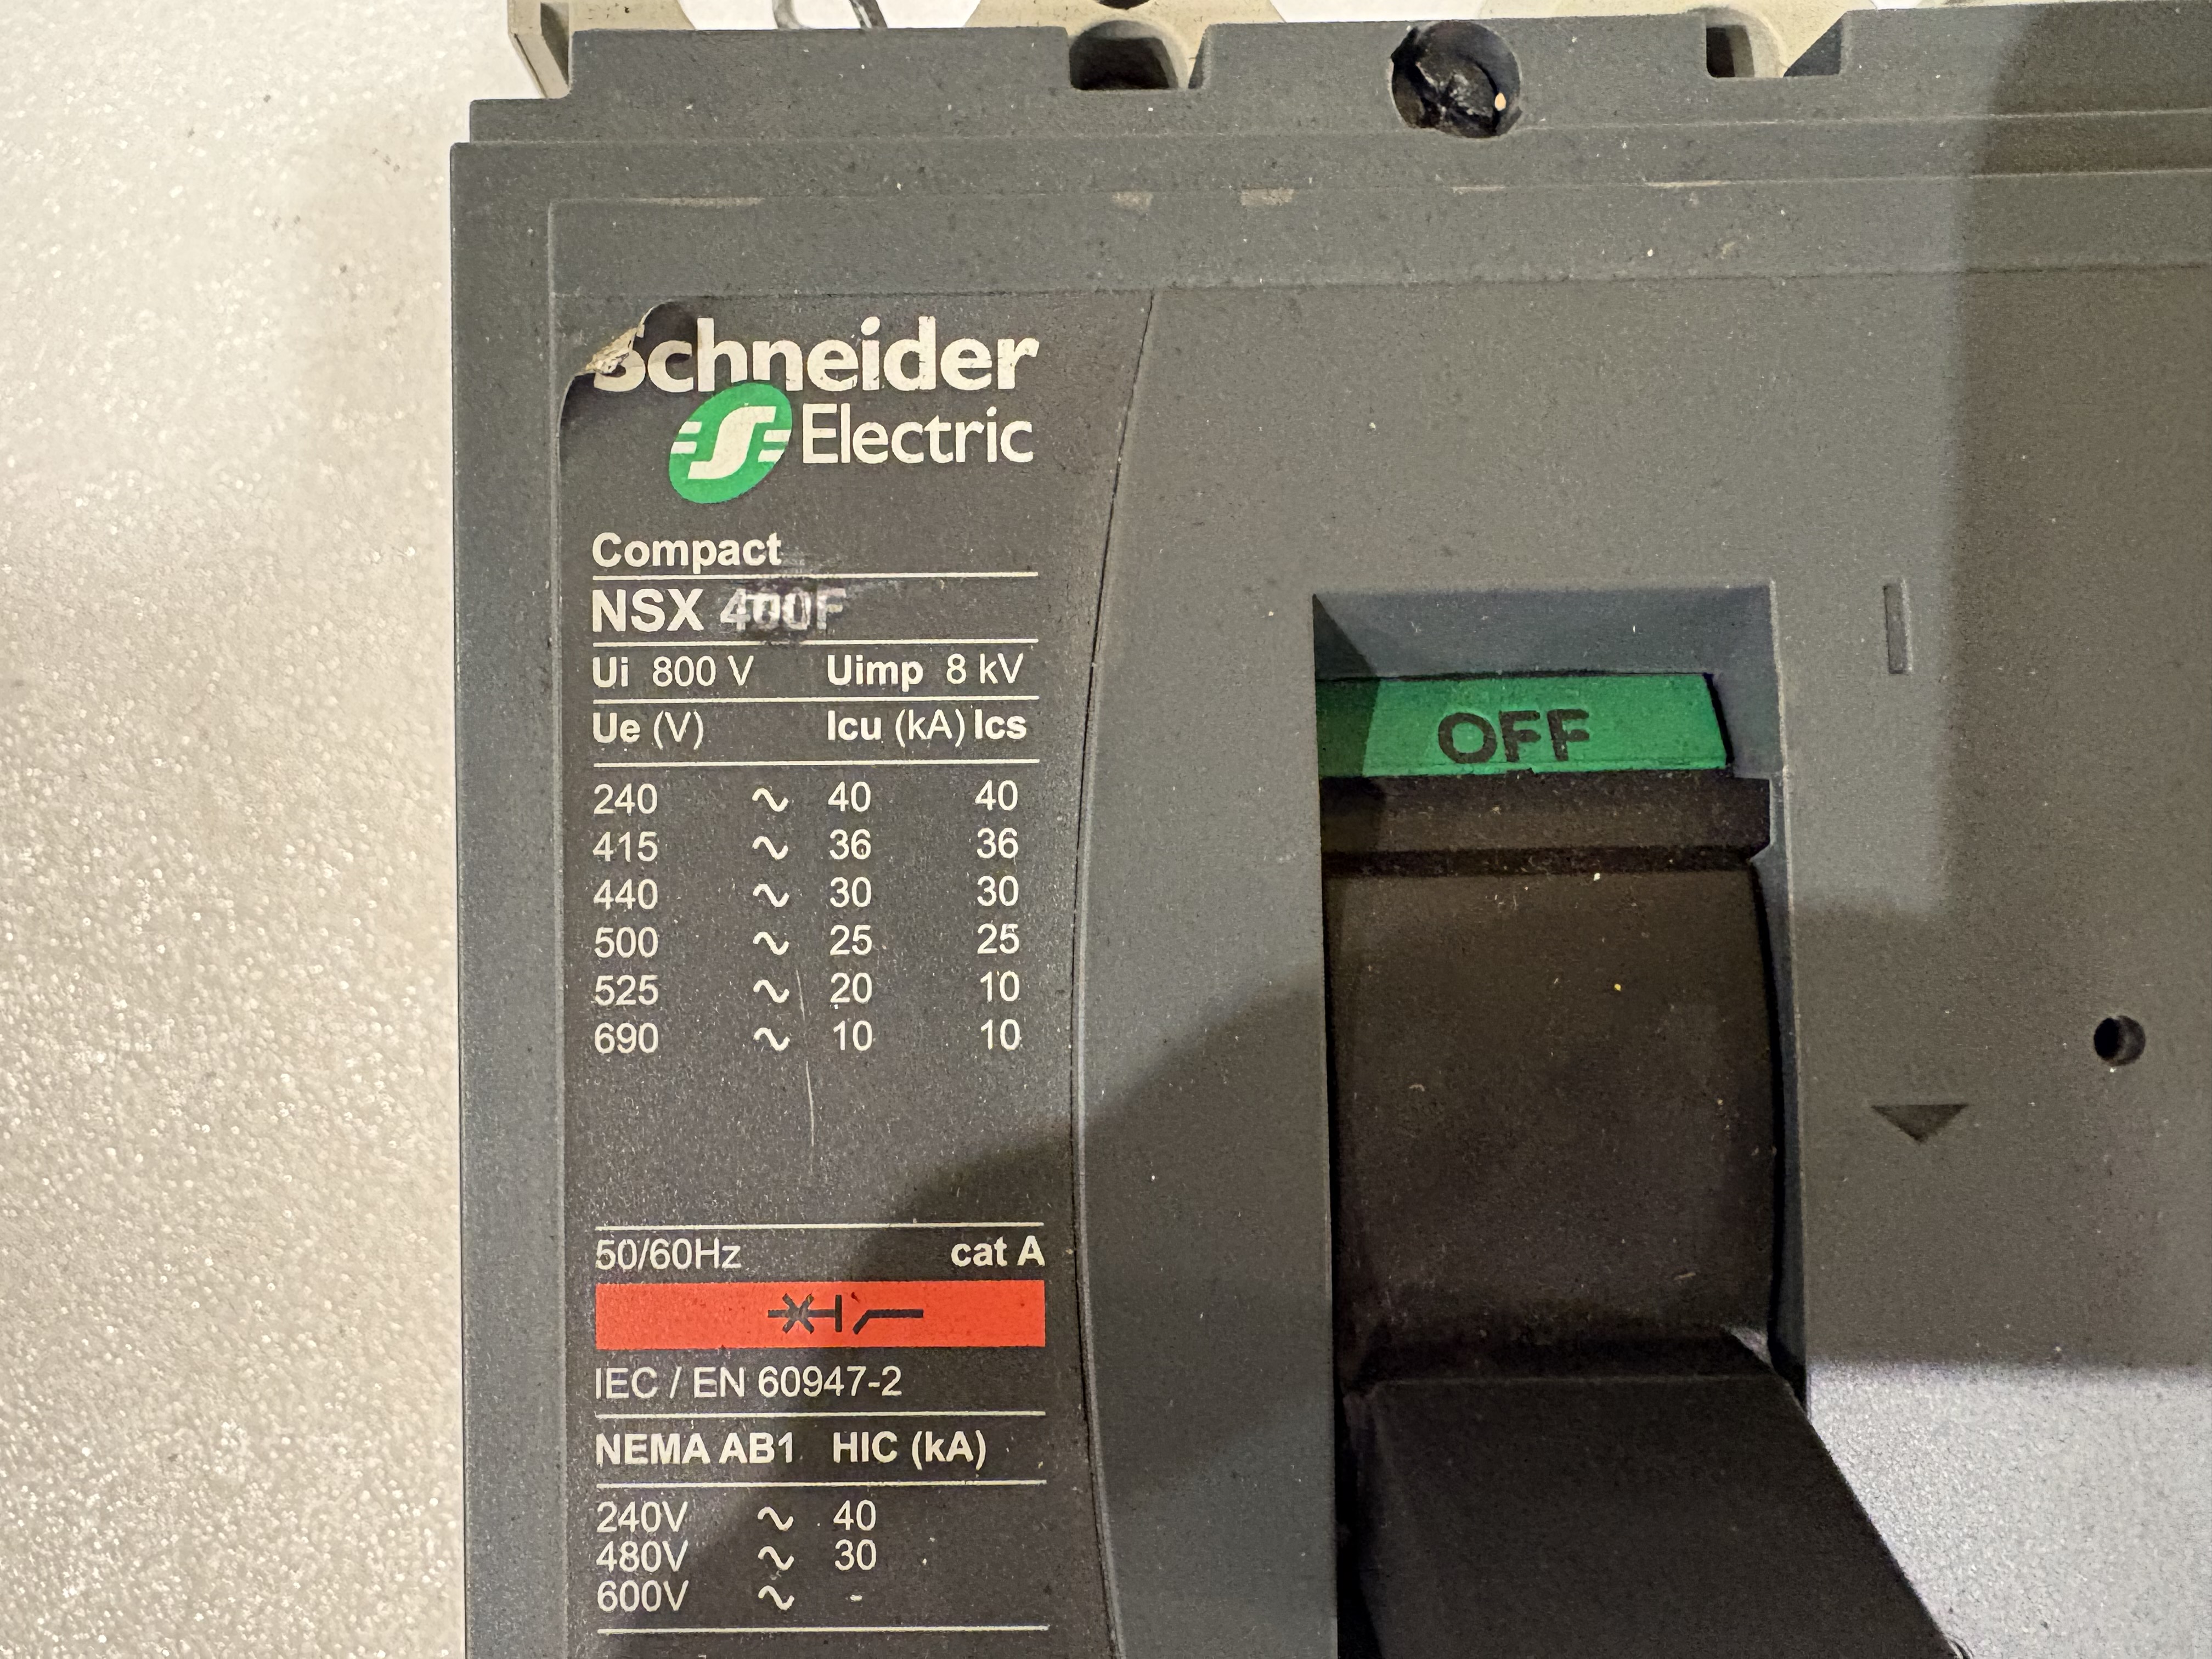 Schneider
Electric
Compact
NSX 400F
Ui 800 V Uimp 8 kV
Ue (V) Icu (kA) Ics
240 ~ 40 40
415 ~ 36 36
440 ~ 30 30
500 ~ 25 25
525 ~ 20 10
690 ~ 10 10
50/60Hz cat A
IEC / EN 60947-2
NEMA AB1 HIC (kA)
240V ~ 40
480V ~ 30
600V ~ -
OFF